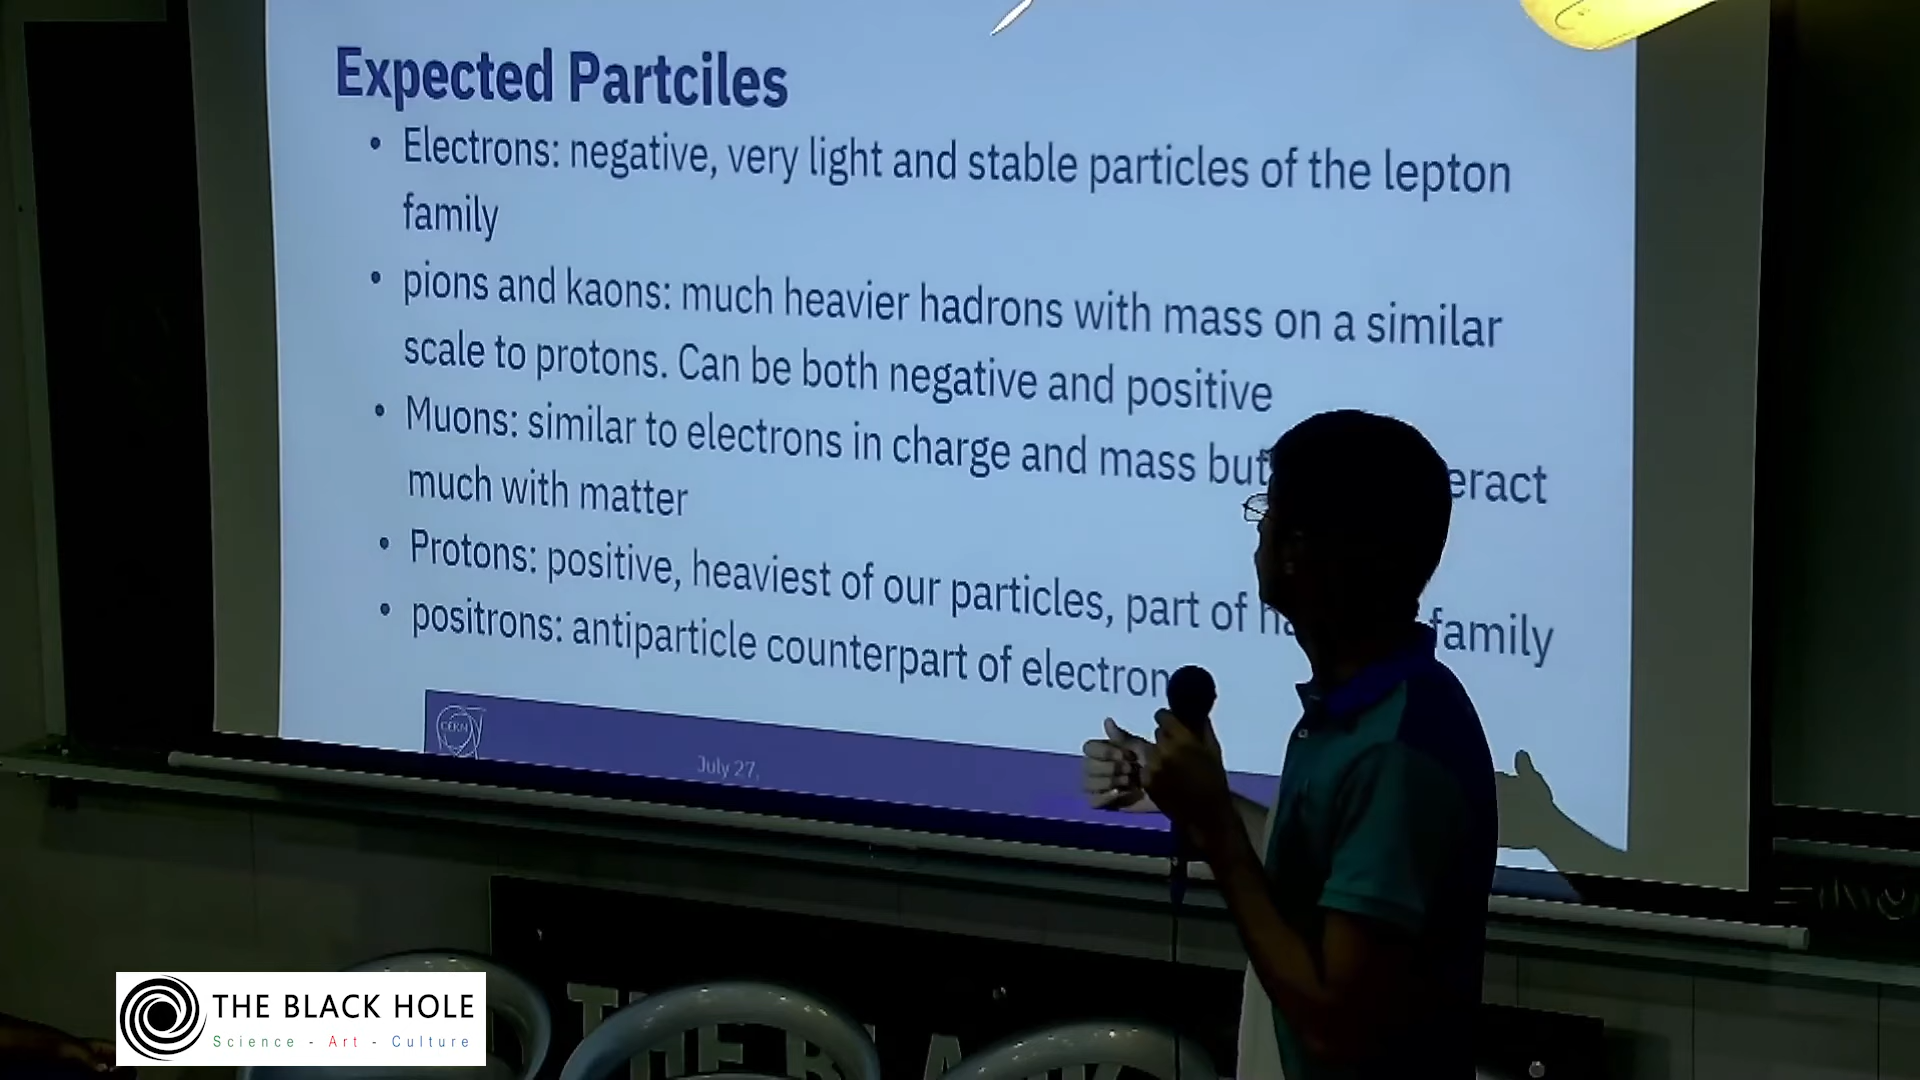 Expected Partciles
• Electrons: negative, very light and stable particles of the lepton
family
• pions and kaons: much heavier hadrons with mass on a similar
scale to protons. Can be both negative and positive
• Muons: similar to electrons in charge and mass but
much with matter
• Protons: positive, heaviest of our particles, part of family
• positrons: antiparticle counterpart of electron
CERN
July 27,
THE BLACK HOLE
Science - Art - Culture